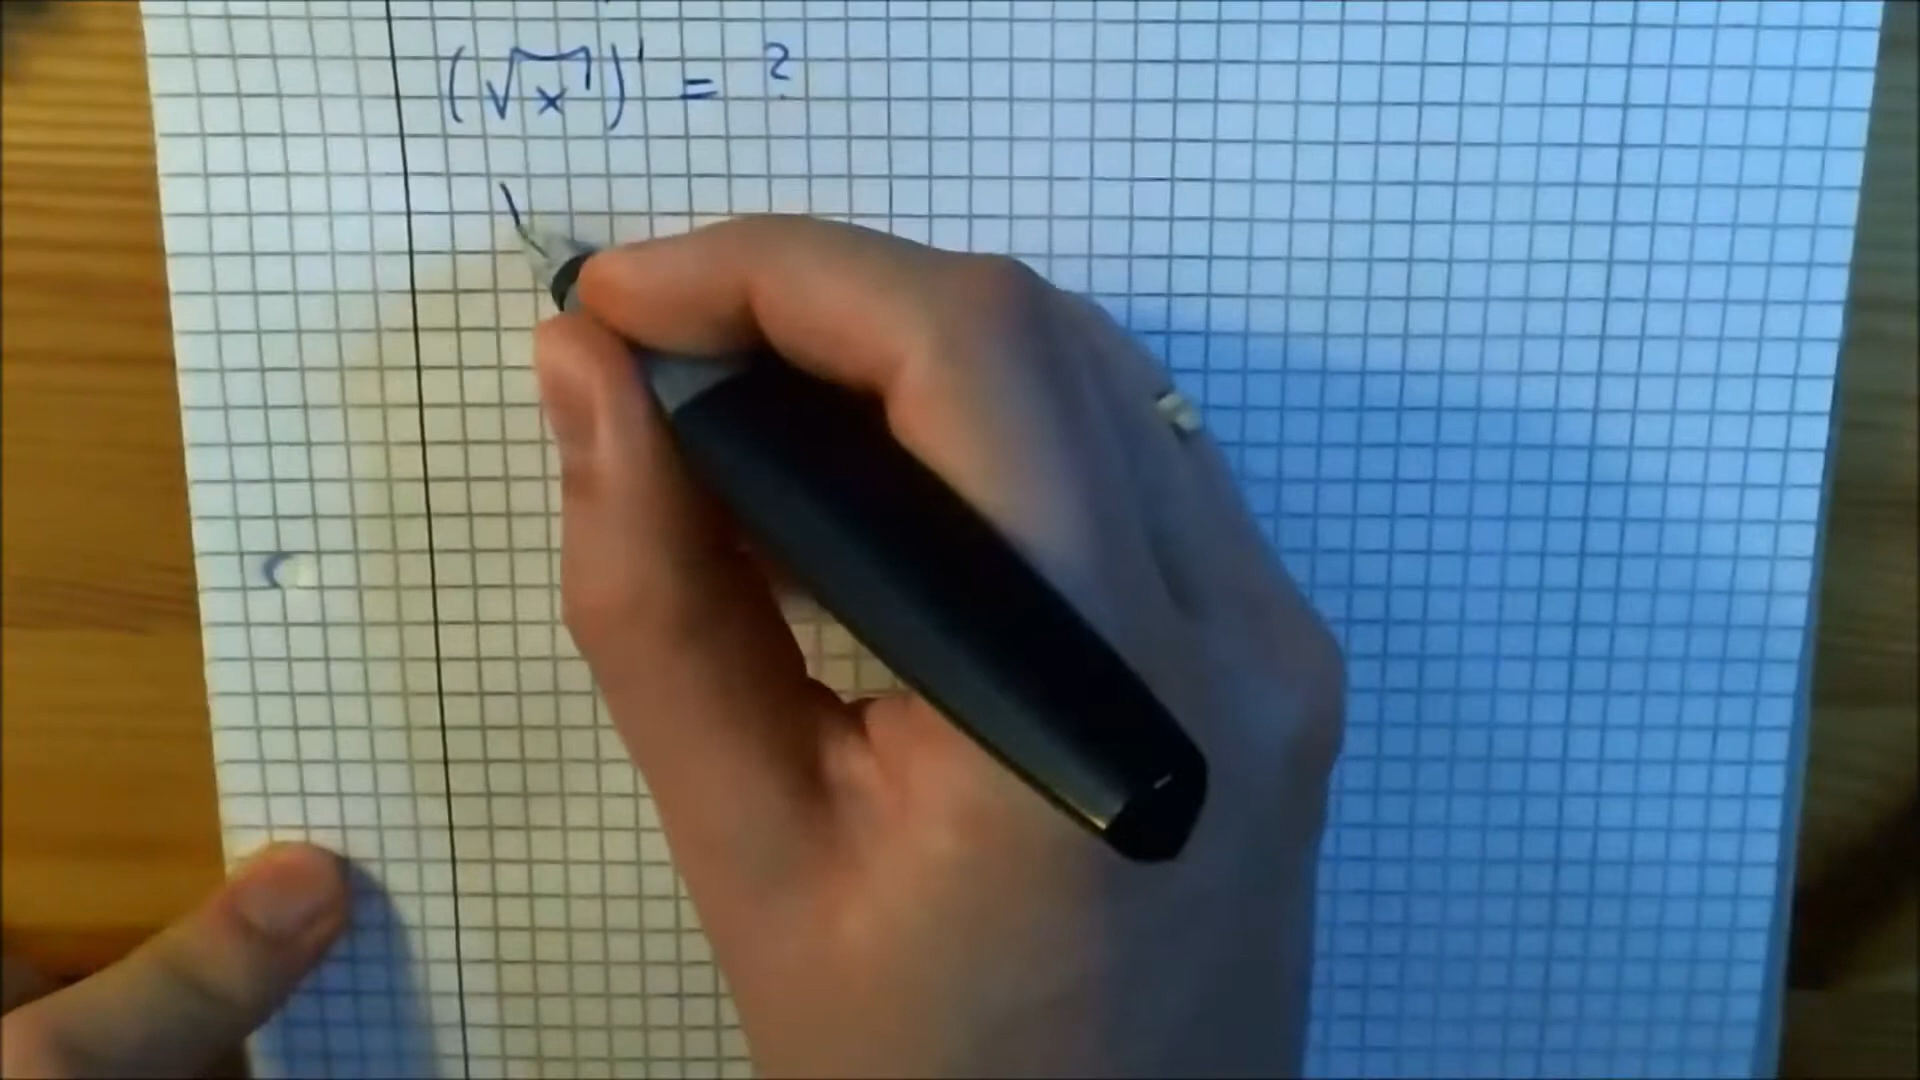 (√x)' = ?